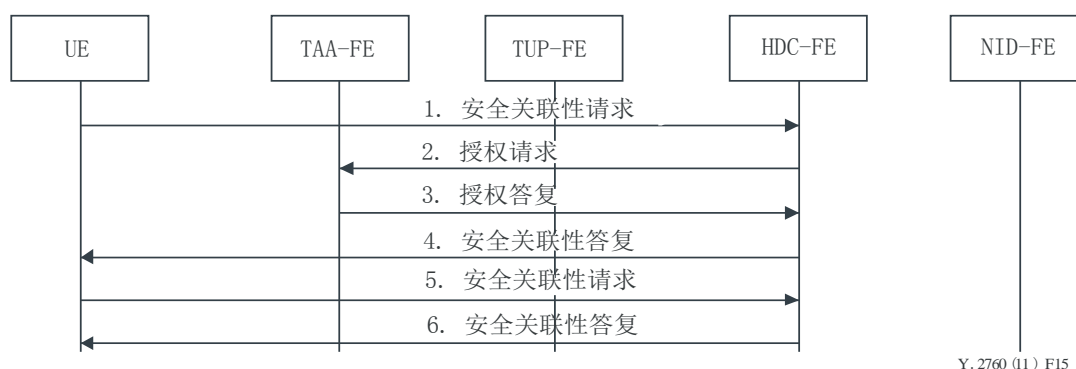 UE
TAA-FE
TUP-FE
HDC-FE
NID-FE
1. 安全关联性请求
2. 授权请求
3. 授权答复
4. 安全关联性答复
5. 安全关联性请求
6. 安全关联性答复
Y.2760(11)F15